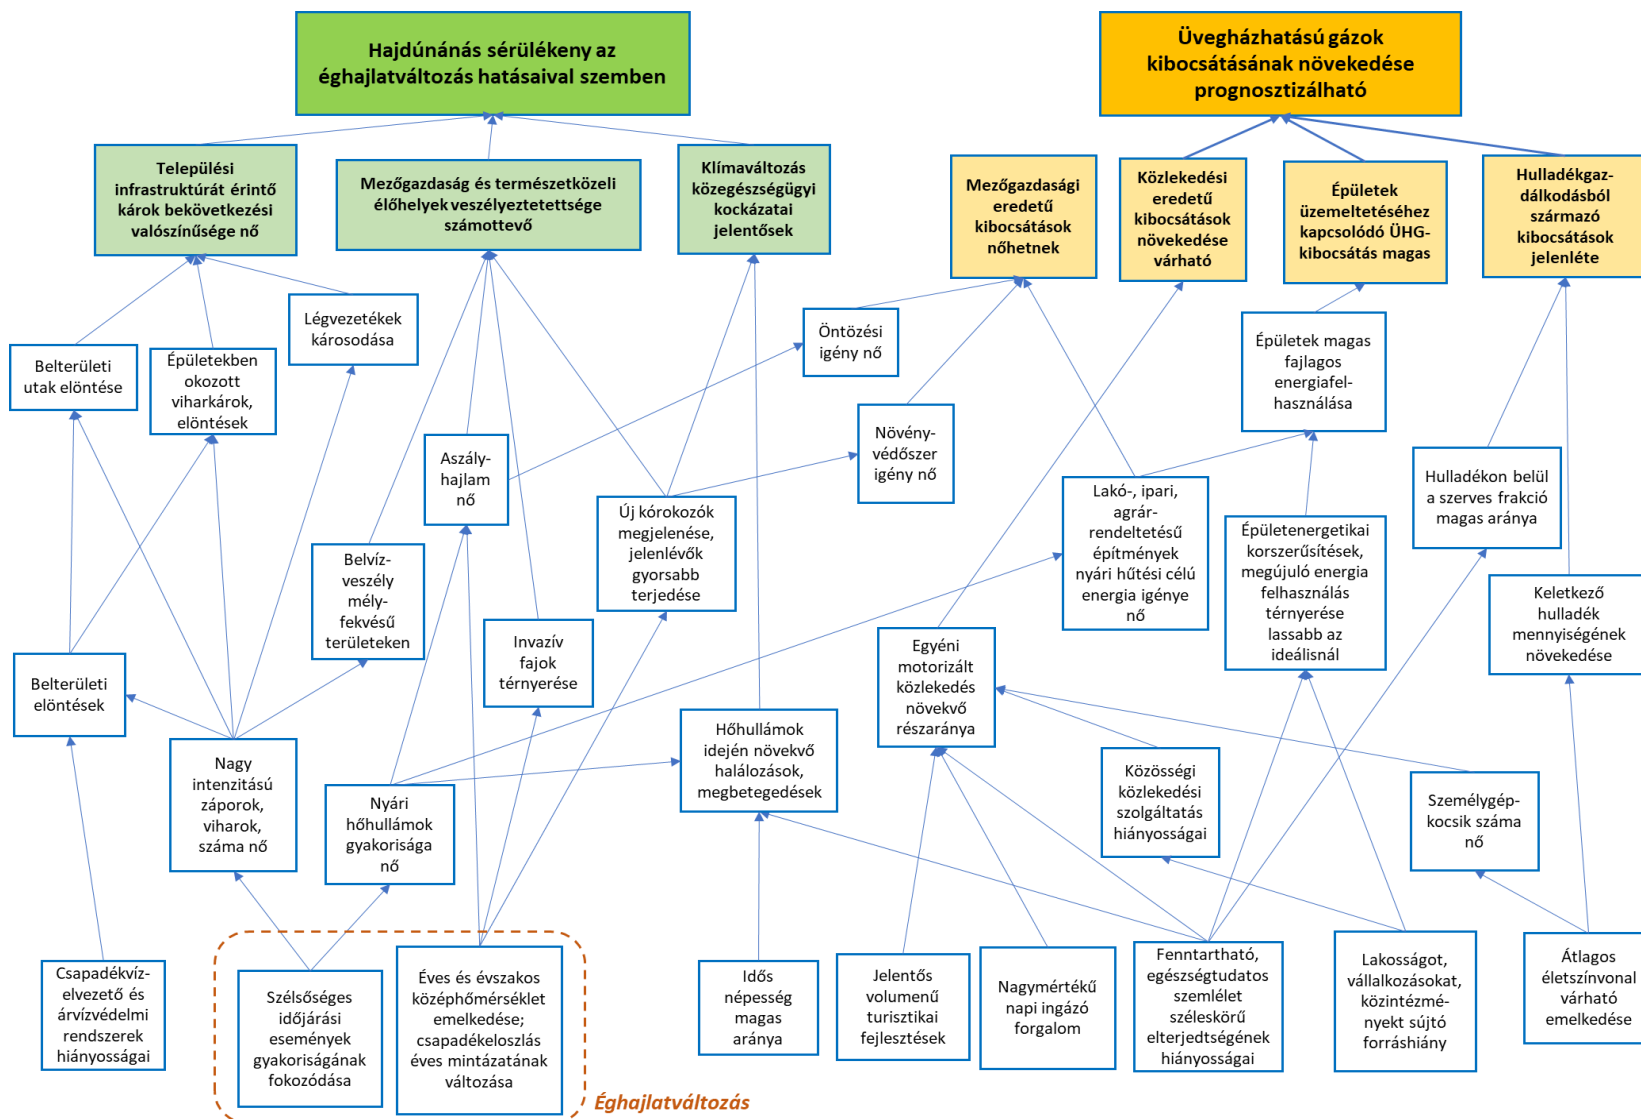 Hajdúnánás sérülékeny az
éghajlatváltozás hatásaival szemben
Üvegházhatású gázok
kibocsátásának növekedése
prognosztizálható
Települési
infrastruktúrát érintő
károk bekövetkezési
valószínűsége nő
Mezőgazdaság és természetközeli
élőhelyek veszélyeztetettsége
számottevő
Klímaváltozás
közegészségügyi
kockázatai
jelentősek
Mezőgazdasági
eredetű
kibocsátások
nőhetnek
Közlekedési
eredetű
kibocsátások
növekedése
várható
Épületek
üzemeltetéséhez
kapcsolódó ÜHG-
kibocsátás magas
Hulladékgaz-
dálkodásból
származó
kibocsátások
jelenléte
Belterületi
utak elöntése
Épületekben
okozott
viharkárok,
elöntések
Légvezetékek
károsodása
Öntözési
igény nő
Épületek magas
fajlagos
energiafel-
használása
Aszály-
hajlam
nő
Növény-
védőszer
igény nő
Hulladékon belül
a szerves frakció
magas aránya
Új kórokozók
megjelenése,
jelenlévők
gyorsabb
terjedése
Lakó-, ipari,
agrár-
rendeltetésű
építmények
nyári hűtési célú
energia igénye
nő
Épületenergetikai
korszerűsítések,
megújuló energia
felhasználás
térnyerése
lassabb az
ideálisnál
Belvíz-
veszély
mély-
fekvésű
területeken
Keletkező
hulladék
mennyiségének
növekedése
Invazív
fajok
térnyerése
Egyéni
motorizált
közlekedés
növekvő
részaránya
Belterületi
elöntések
Nagy
intenzitású
záporok,
viharok,
száma nő
Nyári
hőhullámok
gyakorisága
nő
Hőhullámok
idején növekvő
halálozások,
megbetegedések
Közösségi
közlekedési
szolgáltatás
hiányosságai
Személygép-
kocsik száma
nő
Csapadékvíz-
elvezető és
árvízvédelmi
rendszerek
hiányosságai
Szélsőséges
időjárási
események
gyakoriságának
fokozódása
Éves és évszakos
középhőmérséklet
emelkedése;
csapadékeloszlás
éves mintázatának
változása
Idős
népesség
magas
aránya
Jelentős
volumenű
turisztikai
fejlesztések
Nagymértékű
napi ingázó
forgalom
Fenntartható,
egészségtudatos
szemlélet
széleskörű
elterjedtségének
hiányosságai
Lakosságot,
vállalkozásokat,
közintézmé-
nyekt sújtó
forráshiány
Átlagos
életszínvonal
várható
emelkedése
Éghajlatváltozás